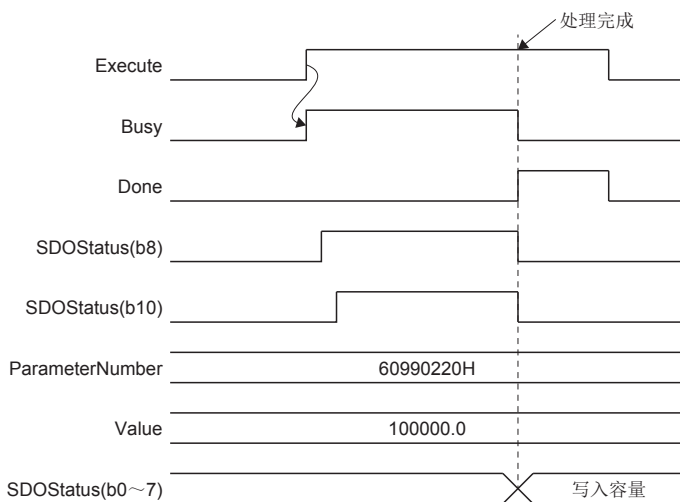 处理完成
Execute
Busy
Done
SDOStatus(b8)
SDOStatus(b10)
ParameterNumber 60990220H
Value 100000.0
SDOStatus(b0～7) 写入容量